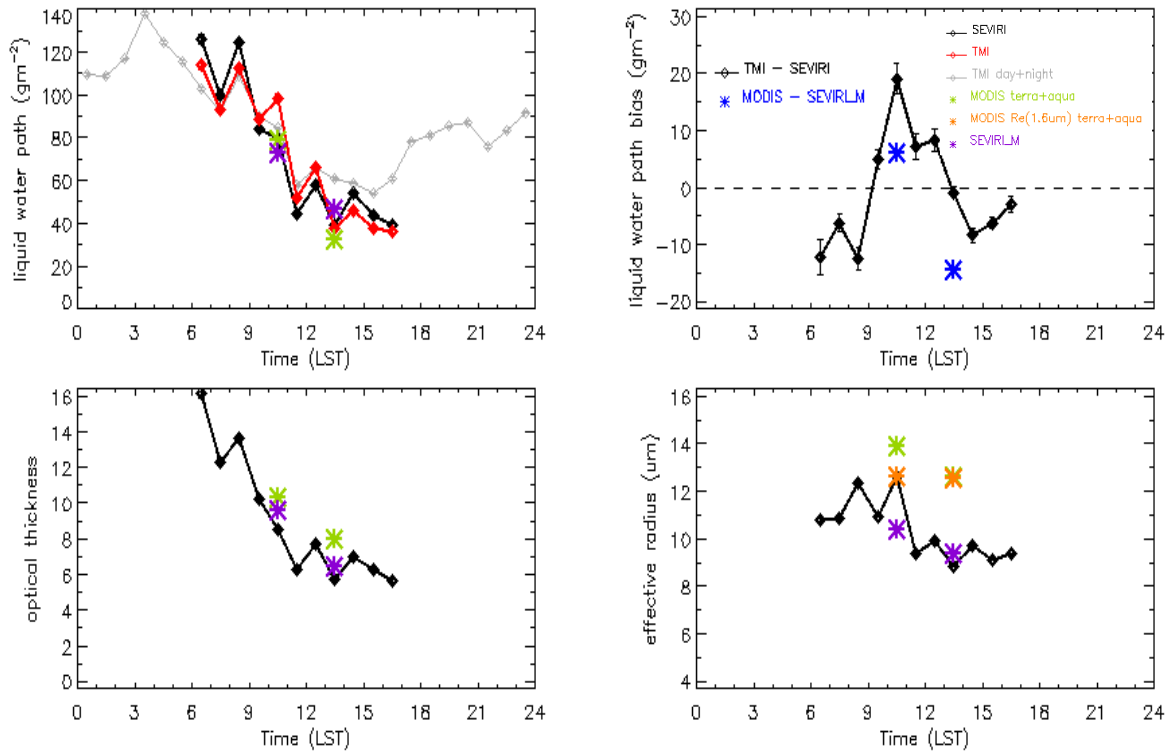 liquid water path (gm⁻²)
140
120
100
80
60
40
20
0
0 3 6 9 12 15 18 21 24
Time (LST)
liquid water path bias (gm⁻²)
30
20
10
0
−10
−20
TMI − SEVIRI
MODIS − SEVIRI_M
SEVIRI
TMI
TMI day+night
MODIS terra+aqua
MODIS Re(1.6um) terra+aqua
SEVIRI_M
0 3 6 9 12 15 18 21 24
Time (LST)
optical thickness
16
14
12
10
8
6
4
2
0
0 3 6 9 12 15 18 21 24
Time (LST)
effective radius (um)
16
14
12
10
8
6
4
0 3 6 9 12 15 18 21 24
Time (LST)